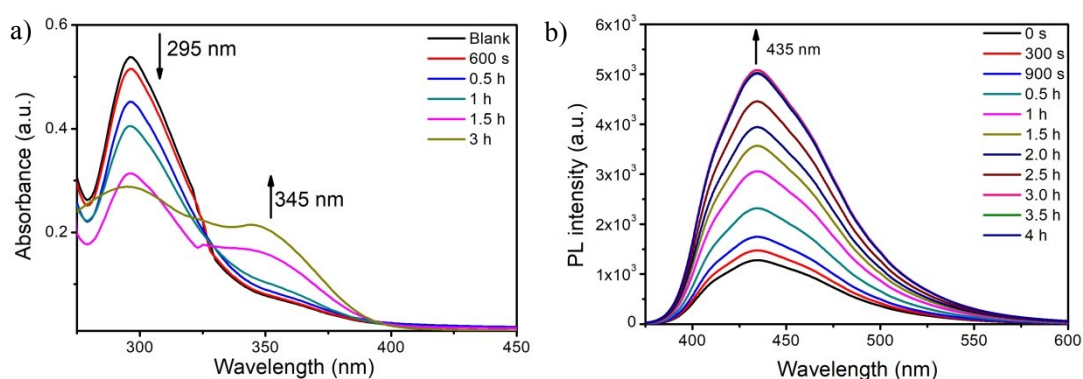 a)
0.6
0.4
0.2
Absorbance (a.u.)
295 nm
345 nm
Blank
600 s
0.5 h
1 h
1.5 h
3 h
300
350
400
450
Wavelength (nm)
b)
6x10³
5x10³
4x10³
3x10³
2x10³
1x10³
0
PL intensity (a.u.)
435 nm
0 s
300 s
900 s
0.5 h
1 h
1.5 h
2.0 h
2.5 h
3.0 h
3.5 h
4 h
400
450
500
550
600
Wavelength (nm)